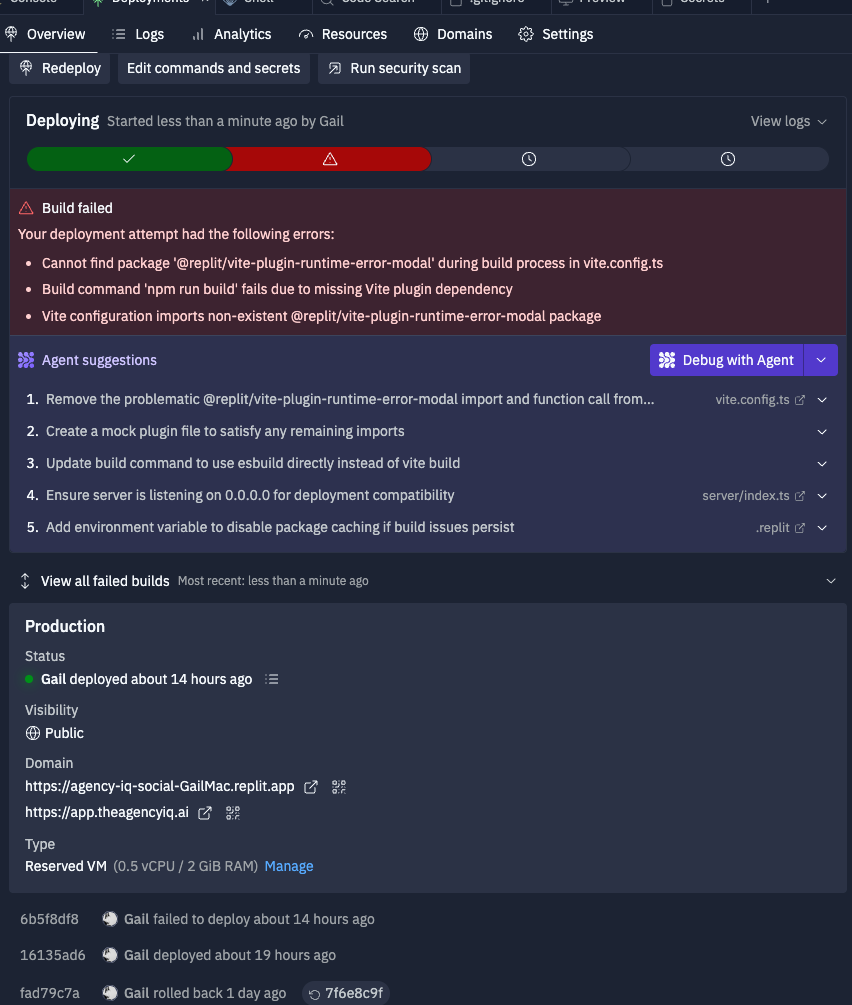 Console
Deployments
Shell
Code Search
.gitignore
Preview
Secrets
Overview
Logs
Analytics
Resources
Domains
Settings
Redeploy
Edit commands and secrets
Run security scan
Deploying Started less than a minute ago by Gail
View logs
Build failed
Your deployment attempt had the following errors:
• Cannot find package '@replit/vite-plugin-runtime-error-modal' during build process in vite.config.ts
• Build command 'npm run build' fails due to missing Vite plugin dependency
• Vite configuration imports non-existent @replit/vite-plugin-runtime-error-modal package
Agent suggestions
Debug with Agent
1. Remove the problematic @replit/vite-plugin-runtime-error-modal import and function call from... vite.config.ts
2. Create a mock plugin file to satisfy any remaining imports
3. Update build command to use esbuild directly instead of vite build
4. Ensure server is listening on 0.0.0.0 for deployment compatibility server/index.ts
5. Add environment variable to disable package caching if build issues persist .replit
View all failed builds Most recent: less than a minute ago
Production
Status
Gail deployed about 14 hours ago
Visibility
Public
Domain
https://agency-iq-social-GailMac.replit.app
https://app.theagencyiq.ai
Type
Reserved VM (0.5 vCPU / 2 GiB RAM) Manage
6b5f8df8 Gail failed to deploy about 14 hours ago
16135ad6 Gail deployed about 19 hours ago
fad79c7a Gail rolled back 1 day ago 7f6e8c9f